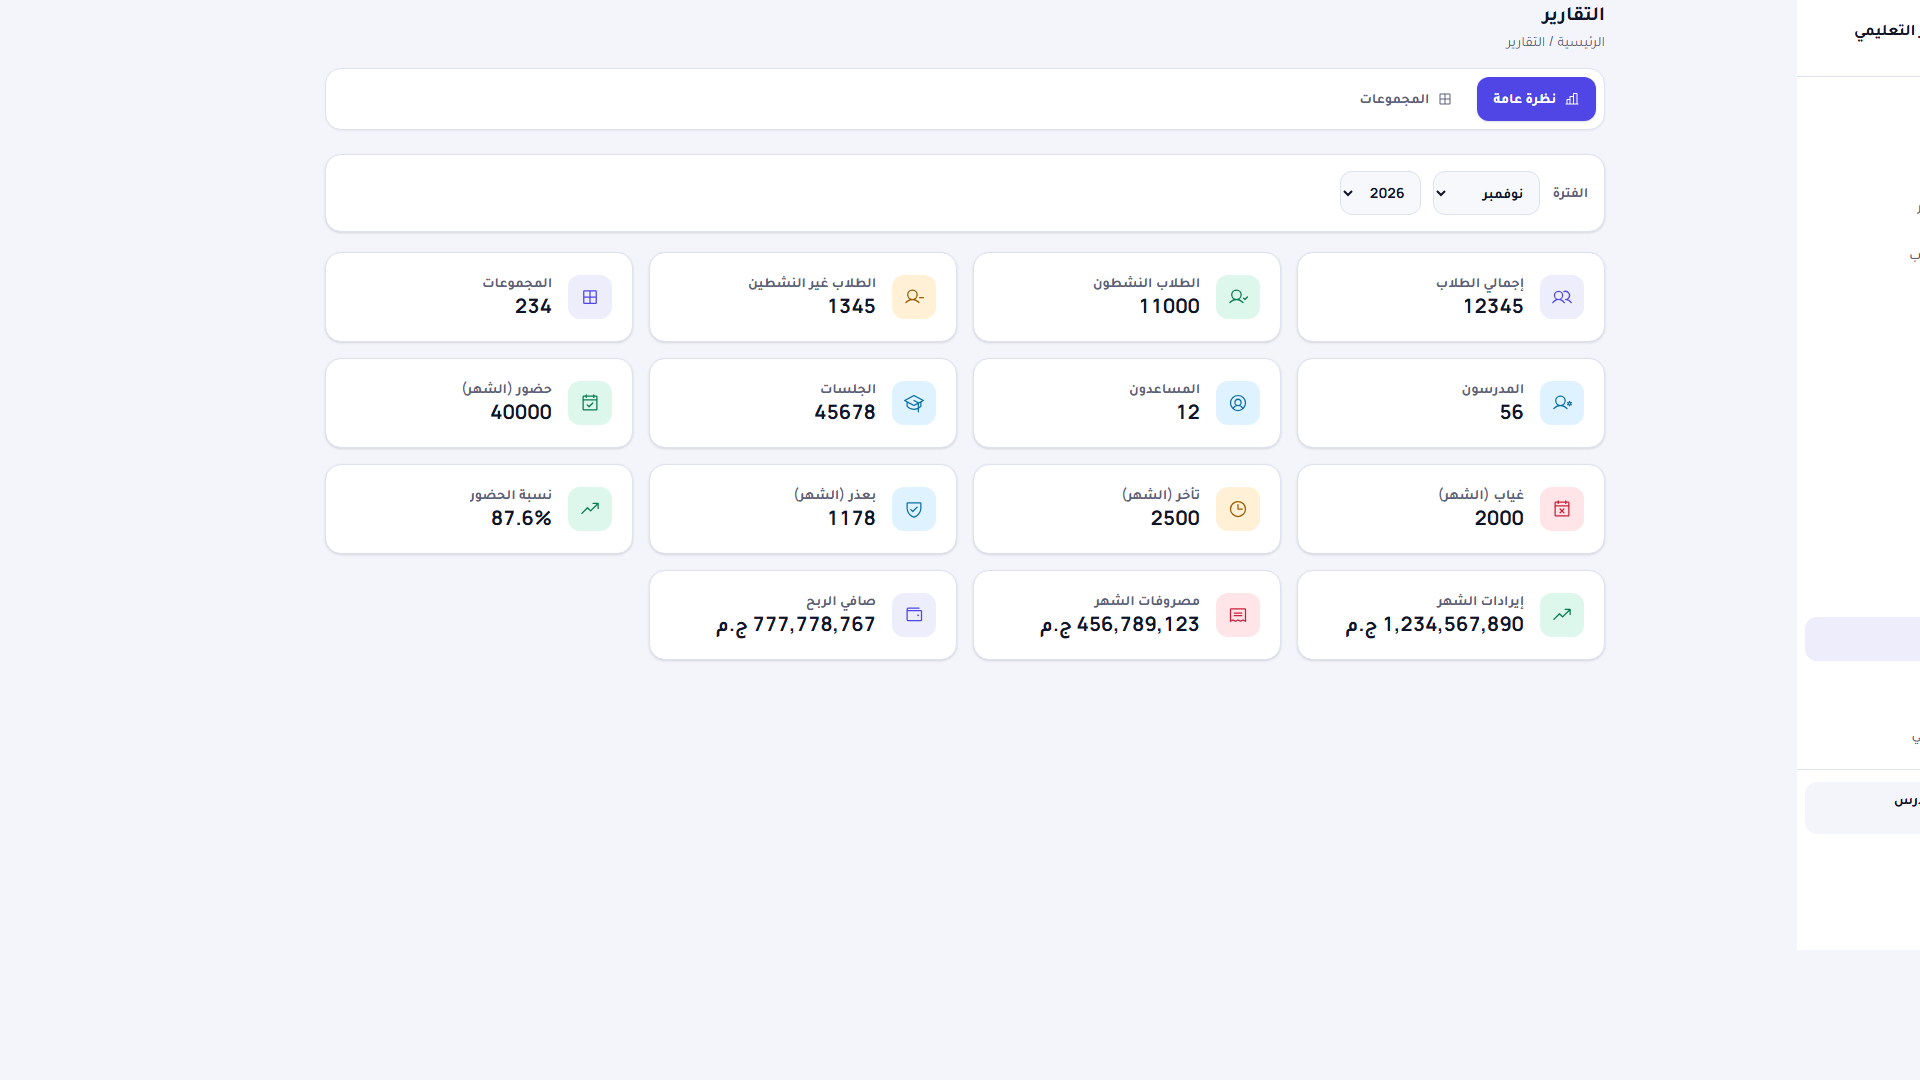 التقارير
الرئيسية / التقارير
نظرة عامة
المجموعات
الفترة
نوفمبر
2026
إجمالي الطلاب
12345
الطلاب النشطون
11000
الطلاب غير النشطين
1345
المجموعات
234
المدرسون
56
المساعدون
12
الجلسات
45678
حضور (الشهر)
40000
غياب (الشهر)
2000
تأخر (الشهر)
2500
بعذر (الشهر)
1178
نسبة الحضور
87.6%
إيرادات الشهر
1,234,567,890 ج.م
مصروفات الشهر
456,789,123 ج.م
صافي الربح
777,778,767 ج.م
التعليمي